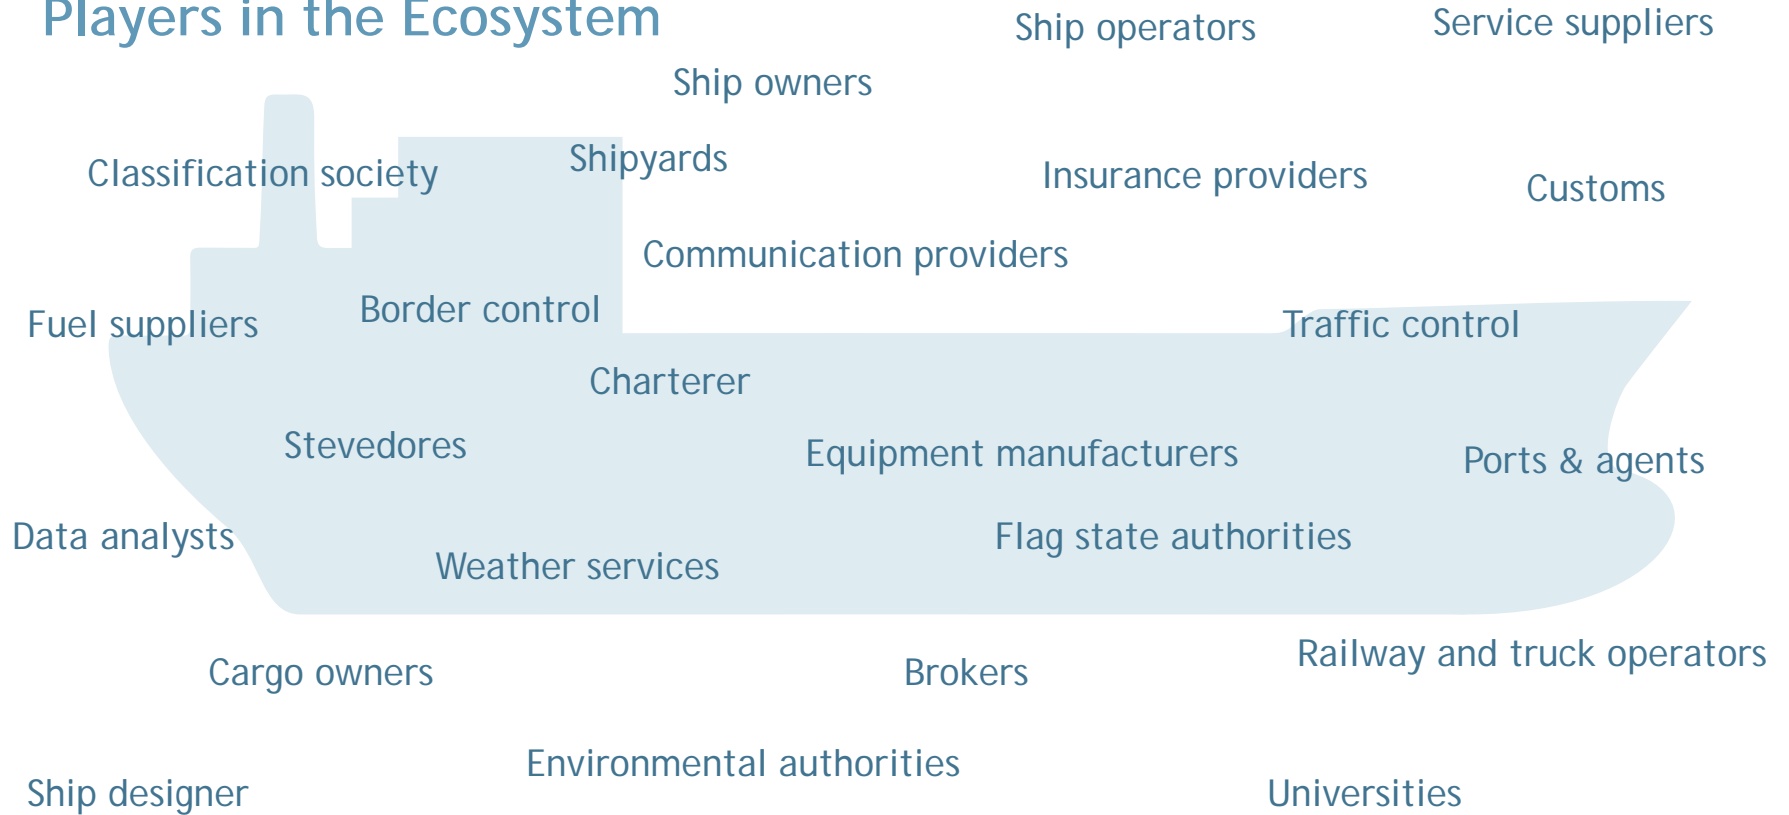 Players in the Ecosystem
Ship operators
Service suppliers
Ship owners
Classification society
Shipyards
Insurance providers
Customs
Communication providers
Fuel suppliers
Border control
Traffic control
Charterer
Stevedores
Equipment manufacturers
Ports & agents
Data analysts
Weather services
Flag state authorities
Cargo owners
Brokers
Railway and truck operators
Environmental authorities
Ship designer
Universities